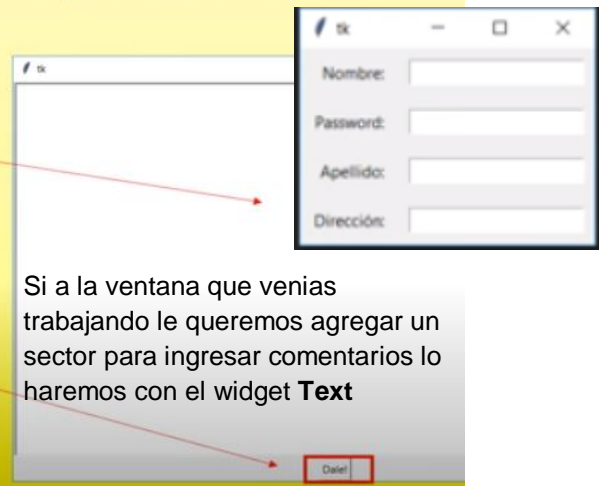 tk
tk
Nombre:
Password:
Apellido:
Dirección:
Si a la ventana que venias
trabajando le queremos agregar un
sector para ingresar comentarios lo
haremos con el widget Text
Dale!